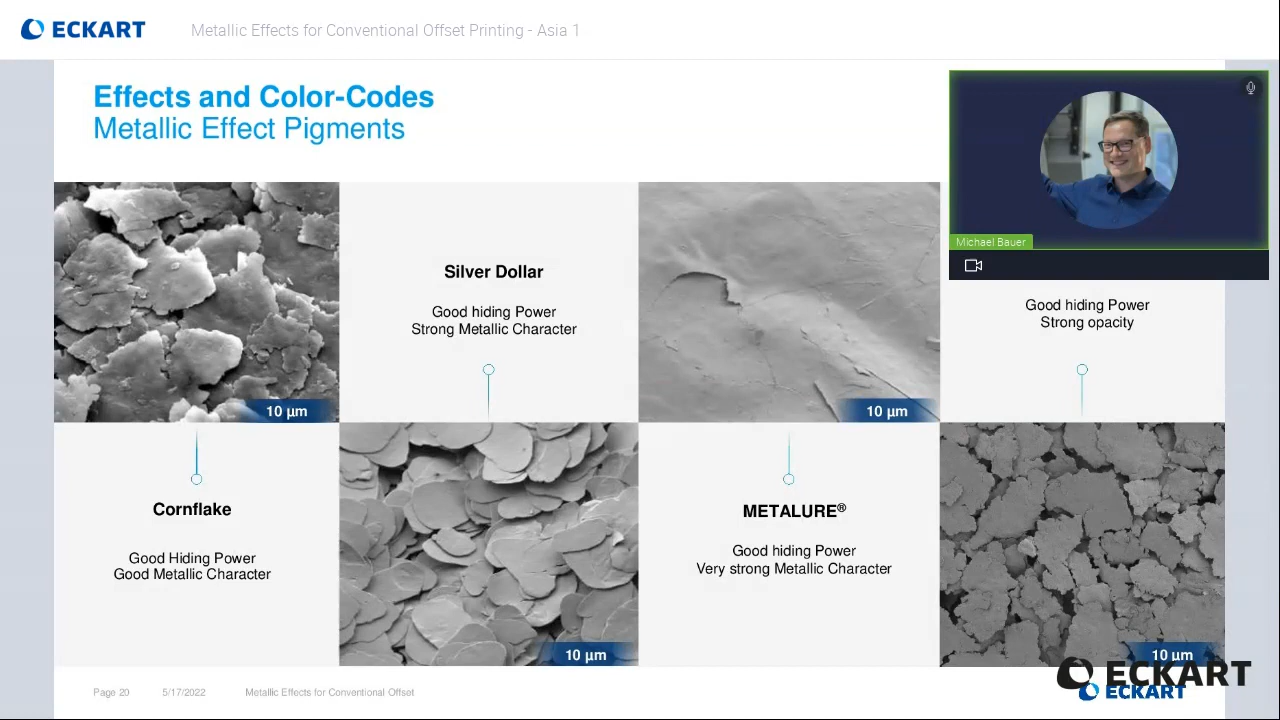 ECKART
Metallic Effects for Conventional Offset Printing - Asia 1
Effects and Color-Codes
Metallic Effect Pigments
Michael Bauer
Silver Dollar
Good hiding Power
Strong Metallic Character
Good hiding Power
Strong opacity
10 µm
10 µm
Cornflake
Good Hiding Power
Good Metallic Character
METALURE®
Good hiding Power
Very strong Metallic Character
10 µm
10 µm
ECKART
ECKART
Page 20
5/17/2022
Metallic Effects for Conventional Offset